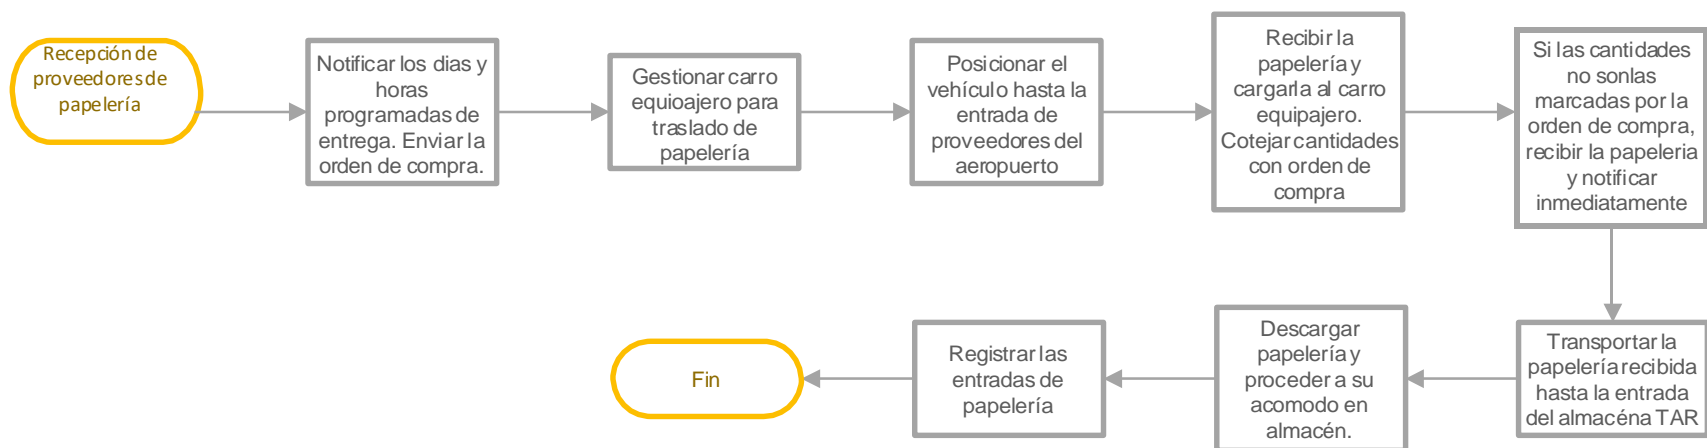 Recepción de
proveedores de
papelería
Notificar los dias y
horas
programadas de
entrega. Enviar la
orden de compra.
Gestionar carro
equioajero para
traslado de
papelería
Posicionar el
vehículo hasta la
entrada de
proveedores del
aeropuerto
Recibir la
papelería y
cargarla al carro
equipajero.
Cotejar cantidades
con orden de
compra
Si las cantidades
no sonlas
marcadas por la
orden de compra,
recibir la papeleria
y notificar
inmediatamente
Transportar la
papelería recibida
hasta la entrada
del almacéna TAR
Descargar
papelería y
proceder a su
acomodo en
almacén.
Registrar las
entradas de
papelería
Fin